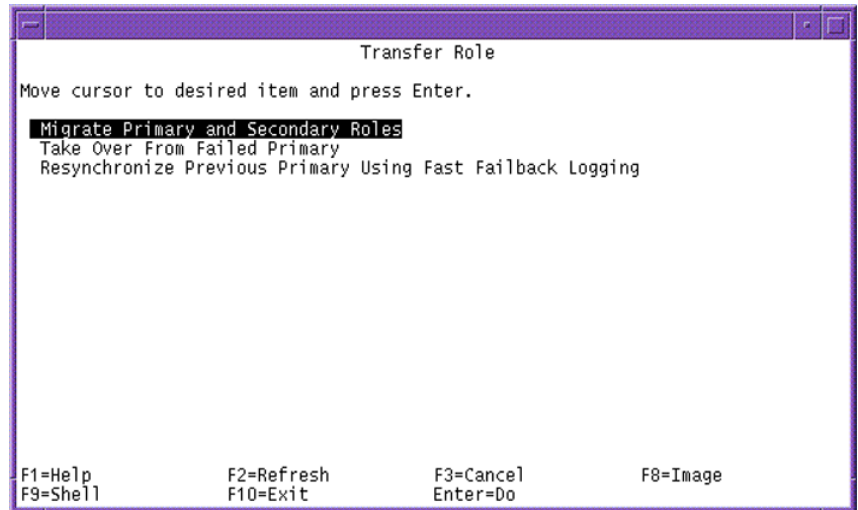 Transfer Role
Move cursor to desired item and press Enter.
Migrate Primary and Secondary Roles
Take Over From Failed Primary
Resynchronize Previous Primary Using Fast Failback Logging
F1=Help F2=Refresh F3=Cancel F8=Image
F9=Shell F10=Exit Enter=Do